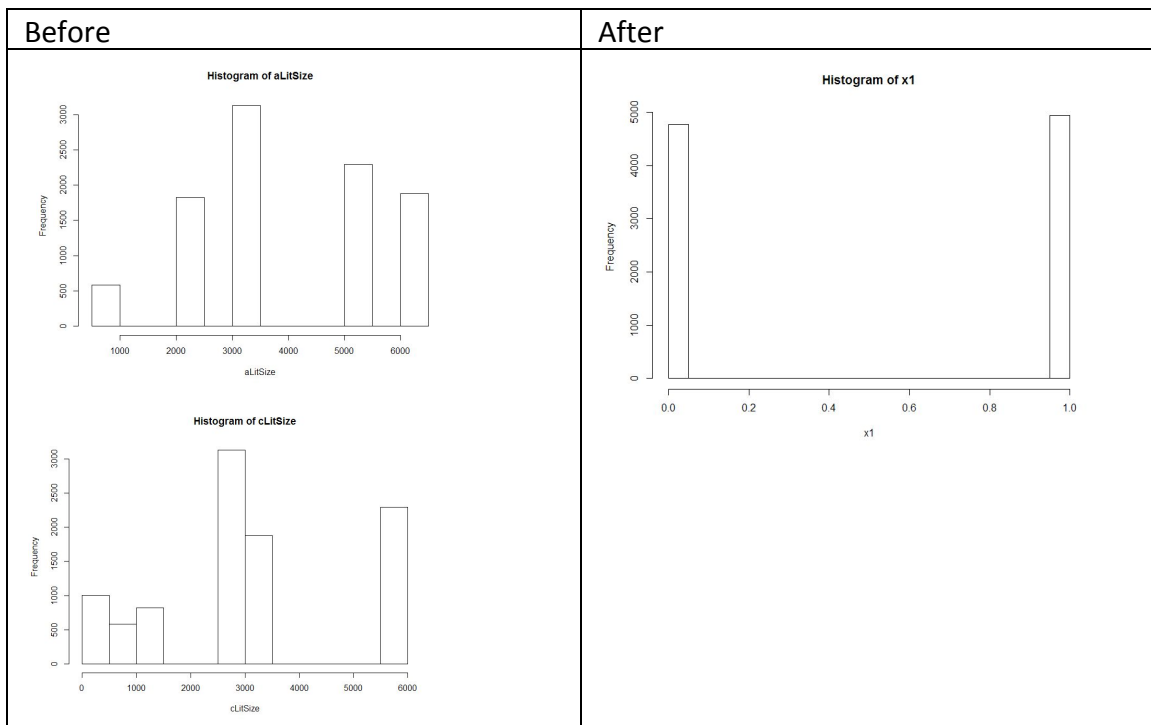 Before
After
Histogram of aLitSize
Frequency
3000
2500
2000
1500
1000
500
0
1000 2000 3000 4000 5000 6000
aLitSize
Histogram of cLitSize
Frequency
3000
2500
2000
1500
1000
500
0
0 1000 2000 3000 4000 5000 6000
cLitSize
Histogram of x1
Frequency
5000
4000
3000
2000
1000
0
0.0 0.2 0.4 0.6 0.8 1.0
x1